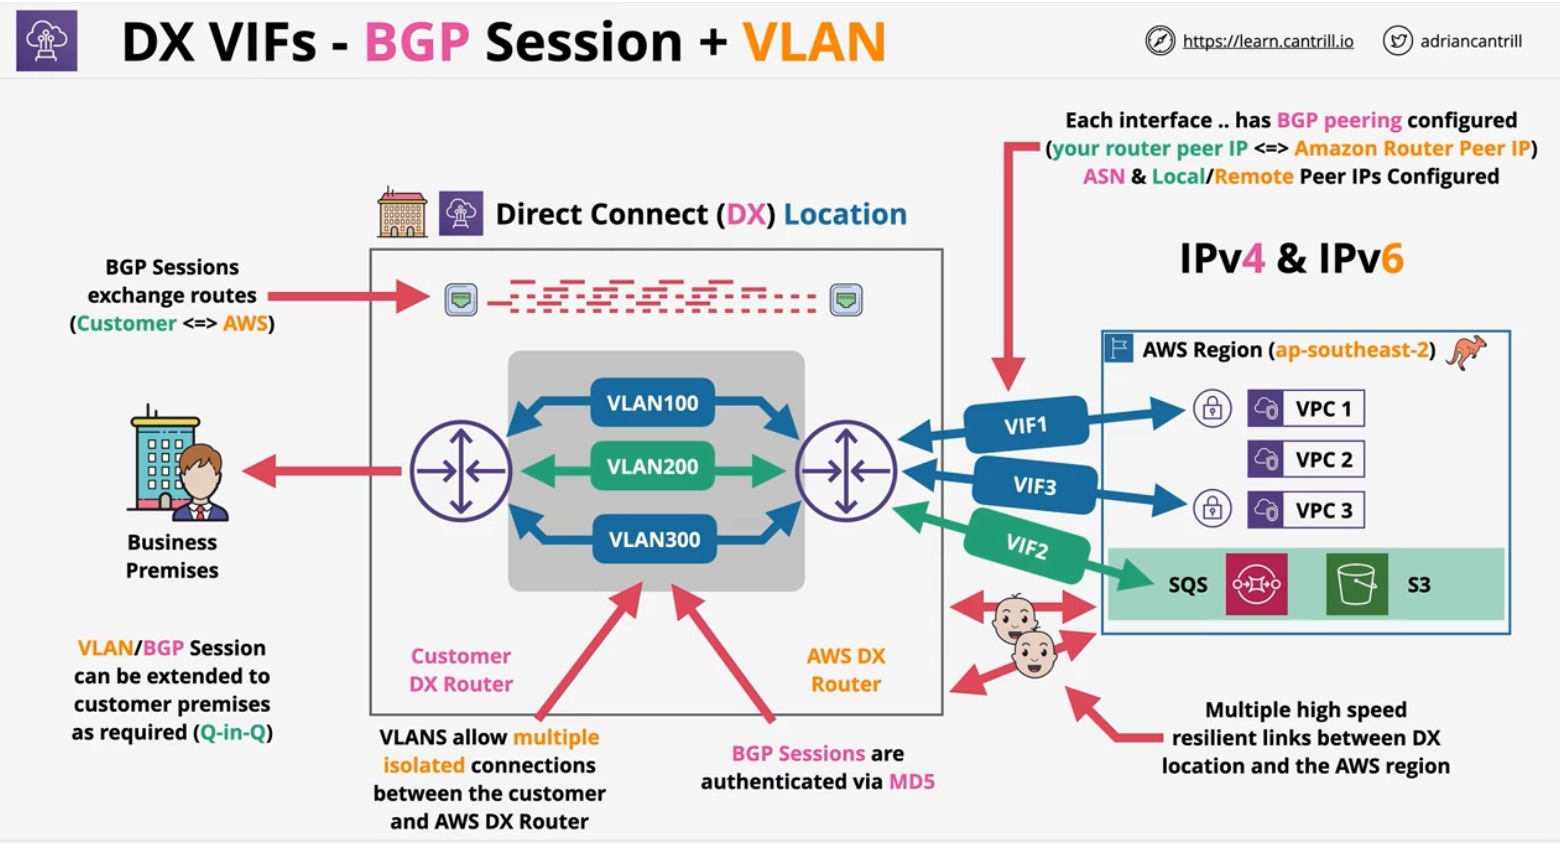 DX VIFs - BGP Session + VLAN
https://learn.cantrill.io
adriancantrill
Each interface .. has BGP peering configured
(your router peer IP <=> Amazon Router Peer IP)
ASN & Local/Remote Peer IPs Configured
Direct Connect (DX) Location
IPv4 & IPv6
BGP Sessions
exchange routes
(Customer <=> AWS)
AWS Region (ap-southeast-2)
VLAN100
VLAN200
VLAN300
VIF1
VIF3
VIF2
VPC 1
VPC 2
VPC 3
SQS
S3
Business
Premises
Customer
DX Router
AWS DX
Router
VLAN/BGP Session
can be extended to
customer premises
as required (Q-in-Q)
VLANS allow multiple
isolated connections
between the customer
and AWS DX Router
BGP Sessions are
authenticated via MD5
Multiple high speed
resilient links between DX
location and the AWS region